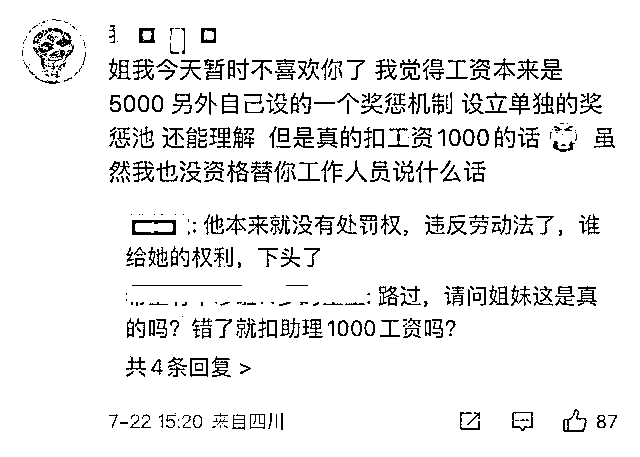 姐我今天暂时不喜欢你了 我觉得工资本来是
5000 另外自己设的一个奖惩机制 设立单独的奖
惩池 还能理解 但是真的扣工资1000的话 虽
然我也没资格替你工作人员说什么话
: 他本来就没有处罚权，违反劳动法了，谁
给她的权利，下头了
: 路过，请问姐妹这是真
的吗？错了就扣助理1000工资吗？
共4条回复 >
7-22 15:20 来自四川
87